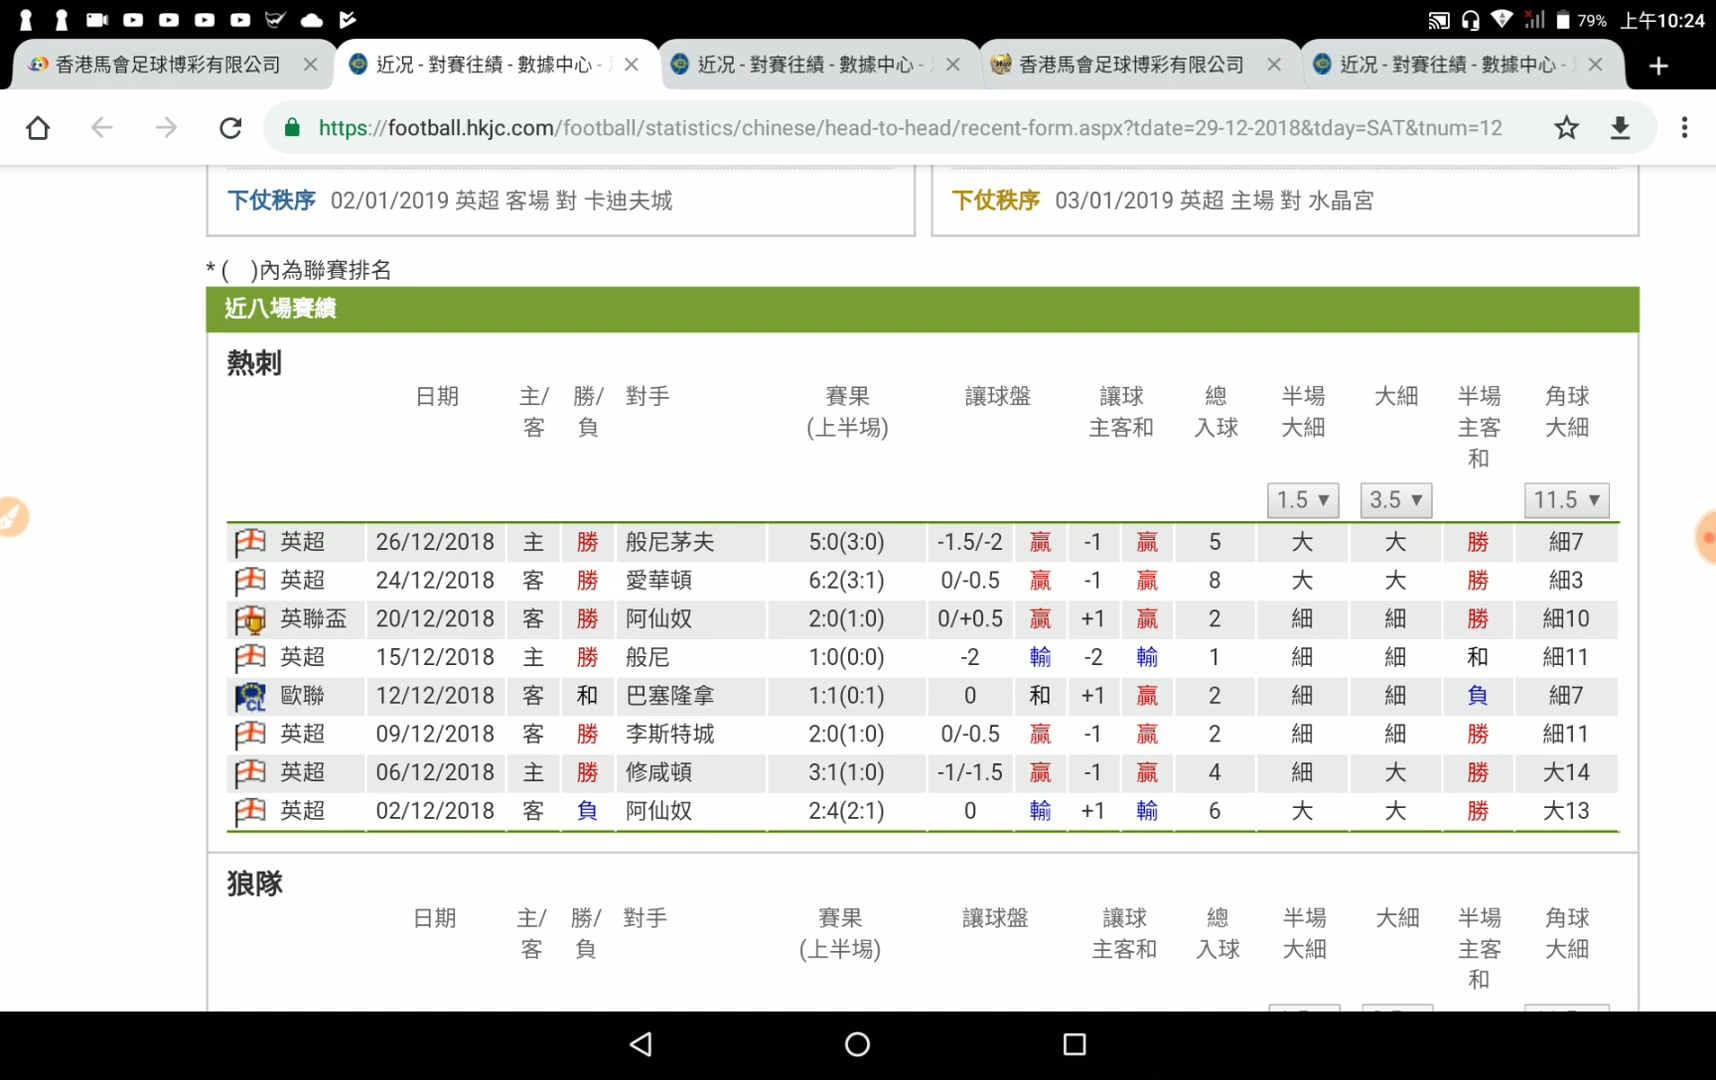 79% 上午10:24
香港馬會足球博彩有限公司 近況 - 對賽往績 - 數據中心 - 近況 - 對賽往績 - 數據中心 - 香港馬會足球博彩有限公司 近況 - 對賽往績 - 數據中心 -
https://football.hkjc.com/football/statistics/chinese/head-to-head/recent-form.aspx?tdate=29-12-2018&tday=SAT&tnum=12
下仗秩序 02/01/2019 英超 客場 對 卡迪夫城
下仗秩序 03/01/2019 英超 主場 對 水晶宮
* ( )內為聯賽排名
近八場賽績
熱刺
日期 主/ 勝/ 對手 賽果 讓球盤 讓球 總 半場 大細 半場 角球
客 負 (上半場) 主客和 入球 大細 主客 大細
和
1.5 ▼ 3.5 ▼ 11.5 ▼
英超 26/12/2018 主 勝 般尼茅夫 5:0(3:0) -1.5/-2 贏 -1 贏 5 大 大 勝 細7
英超 24/12/2018 客 勝 愛華頓 6:2(3:1) 0/-0.5 贏 -1 贏 8 大 大 勝 細3
英聯盃 20/12/2018 客 勝 阿仙奴 2:0(1:0) 0/+0.5 贏 +1 贏 2 細 細 勝 細10
英超 15/12/2018 主 勝 般尼 1:0(0:0) -2 輸 -2 輸 1 細 細 和 細11
CL 歐聯 12/12/2018 客 和 巴塞隆拿 1:1(0:1) 0 和 +1 贏 2 細 細 負 細7
英超 09/12/2018 客 勝 李斯特城 2:0(1:0) 0/-0.5 贏 -1 贏 2 細 細 勝 細11
英超 06/12/2018 主 勝 修咸頓 3:1(1:0) -1/-1.5 贏 -1 贏 4 細 大 勝 大14
英超 02/12/2018 客 負 阿仙奴 2:4(2:1) 0 輸 +1 輸 6 大 大 勝 大13
狼隊
日期 主/ 勝/ 對手 賽果 讓球盤 讓球 總 半場 大細 半場 角球
客 負 (上半場) 主客和 入球 大細 主客 大細
和